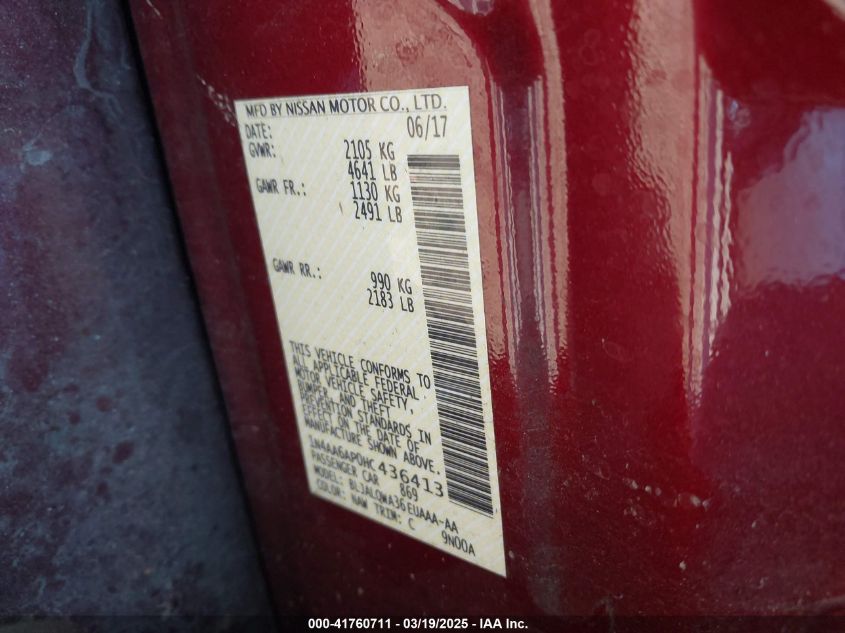 MFD BY NISSAN MOTOR CO., LTD.
DATE: 06/17
GVWR: 2105 KG
4641 LB
GAWR FR.: 1130 KG
2491 LB
GAWR RR.: 990 KG
2183 LB
THIS VEHICLE CONFORMS TO
ALL APPLICABLE FEDERAL
MOTOR VEHICLE SAFETY,
BUMPER, AND THEFT
PREVENTION STANDARDS IN
EFFECT ON THE DATE OF
MANUFACTURE SHOWN ABOVE.
1N4AA6AP0HC436413
PASSENGER CAR 869
MODEL: BLJALQWA36EUAAA-AA
COLOR: NAW TRIM: C 9N00A
000-41760711 - 03/19/2025 - IAA Inc.